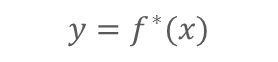 y = f*(x)